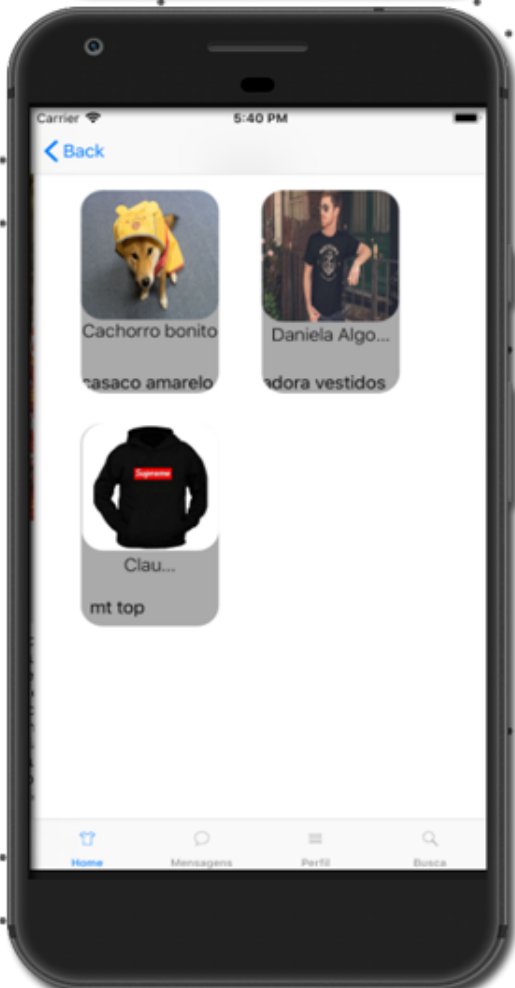 Carrier
5:40 PM
Back
Cachorro bonito
Daniela Algo...
casaco amarelo
adora vestidos
Supreme
Clau...
mt top
Home
Mensagens
Perfil
Busca